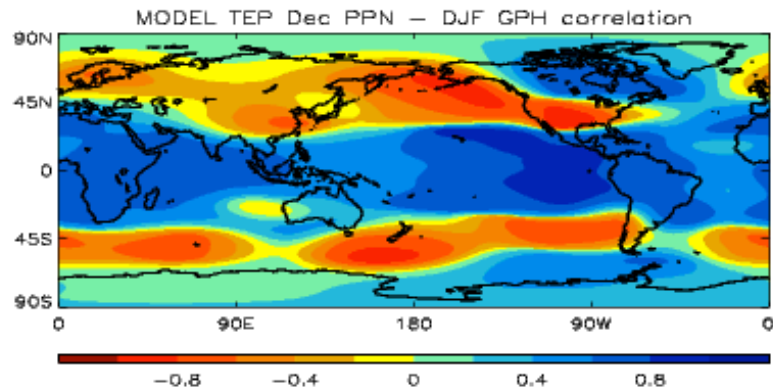 MODEL TEP Dec PPN – DJF GPH correlation
90N
45N
0
45S
90S
0 90E 180 90W 0
−0.8 −0.4 0 0.4 0.8